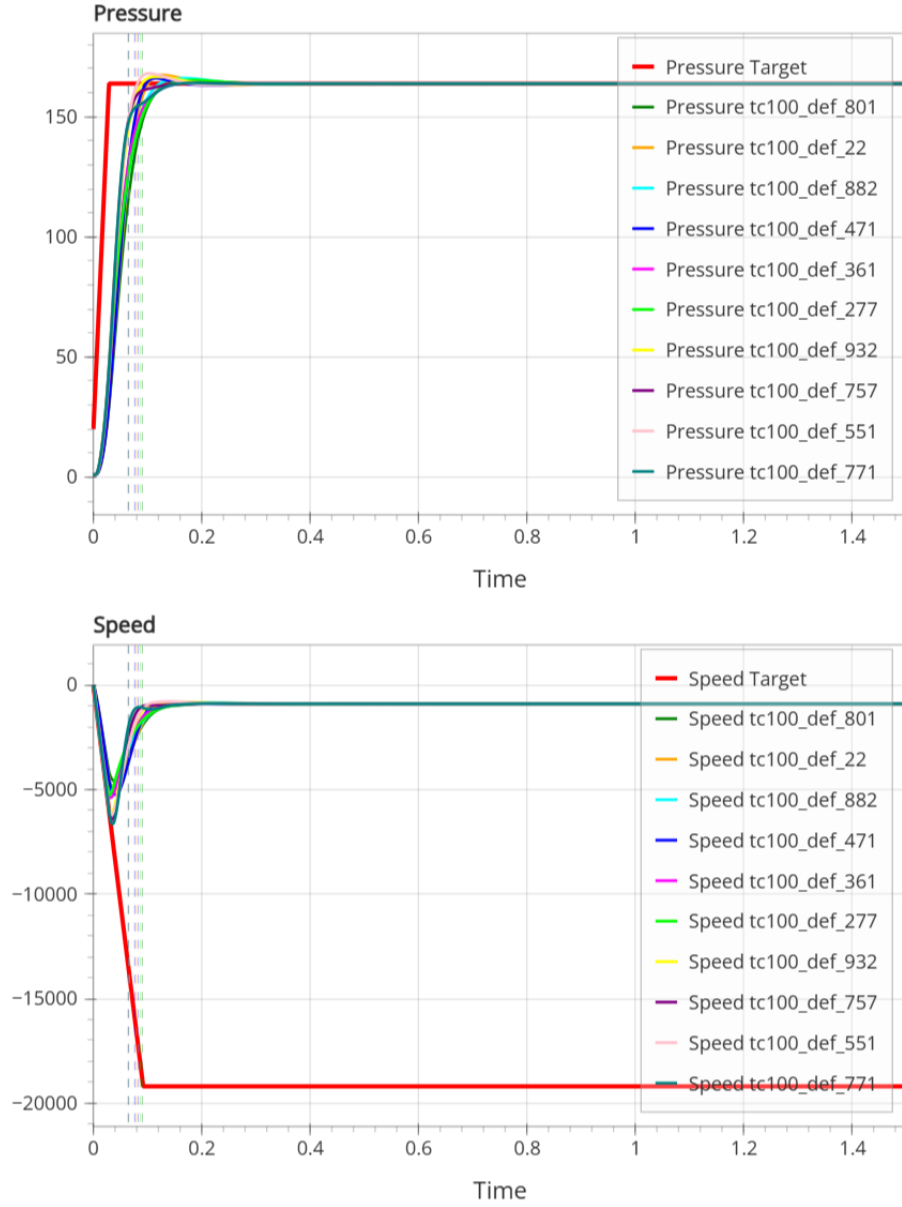 Pressure
150
100
50
0
Pressure Target
Pressure tc100_def_801
Pressure tc100_def_22
Pressure tc100_def_882
Pressure tc100_def_471
Pressure tc100_def_361
Pressure tc100_def_277
Pressure tc100_def_932
Pressure tc100_def_757
Pressure tc100_def_551
Pressure tc100_def_771
0 0.2 0.4 0.6 0.8 1 1.2 1.4
Time
Speed
0
−5000
−10000
−15000
−20000
Speed Target
Speed tc100_def_801
Speed tc100_def_22
Speed tc100_def_882
Speed tc100_def_471
Speed tc100_def_361
Speed tc100_def_277
Speed tc100_def_932
Speed tc100_def_757
Speed tc100_def_551
Speed tc100_def_771
0 0.2 0.4 0.6 0.8 1 1.2 1.4
Time